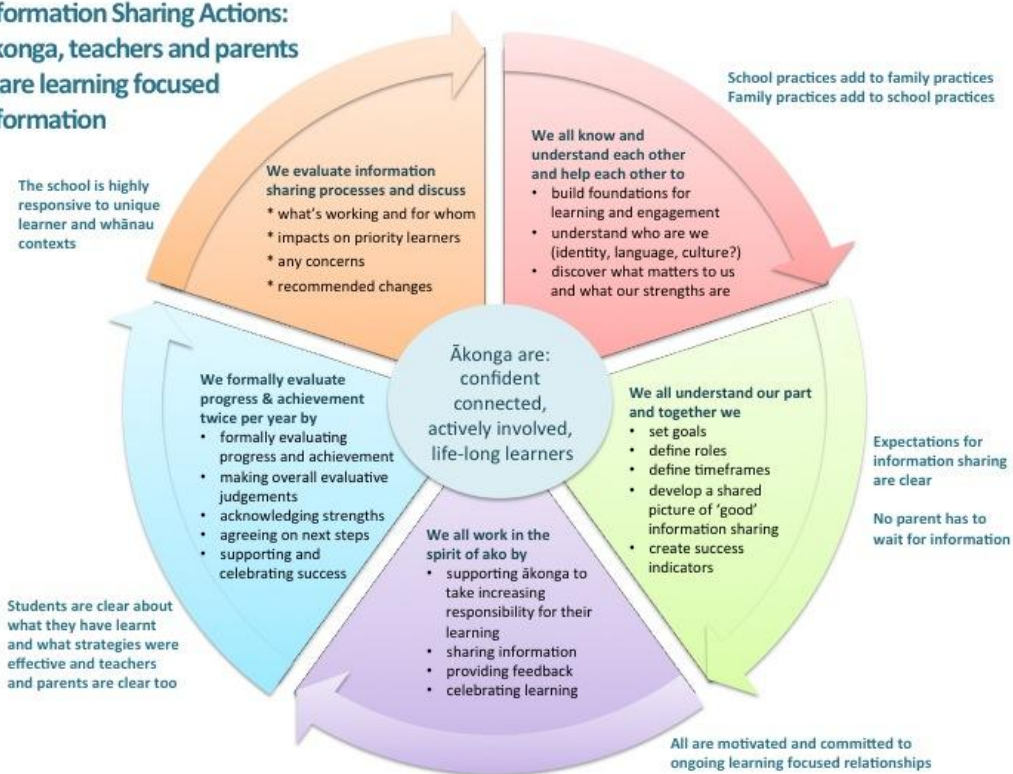 formation Sharing Actions:
konga, teachers and parents
are learning focused
formation
School practices add to family practices
Family practices add to school practices
We all know and
understand each other
and help each other to
• build foundations for
learning and engagement
• understand who are we
(identity, language, culture?)
• discover what matters to us
and what our strengths are
We all understand our part
and together we
• set goals
• define roles
• define timeframes
• develop a shared
picture of ‘good’
information sharing
• create success
indicators
Expectations for
information sharing
are clear
No parent has to
wait for information
We all work in the
spirit of ako by
• supporting ākonga to
take increasing
responsibility for their
learning
• sharing information
• providing feedback
• celebrating learning
All are motivated and committed to
ongoing learning focused relationships
We formally evaluate
progress & achievement
twice per year by
• formally evaluating
progress and achievement
• making overall evaluative
judgements
• acknowledging strengths
• agreeing on next steps
• supporting and
celebrating success
Students are clear about
what they have learnt
and what strategies were
effective and teachers
and parents are clear too
We evaluate information
sharing processes and discuss
* what's working and for whom
* impacts on priority learners
* any concerns
* recommended changes
The school is highly
responsive to unique
learner and whānau
contexts
Ākonga are:
confident
connected,
actively involved,
life-long learners